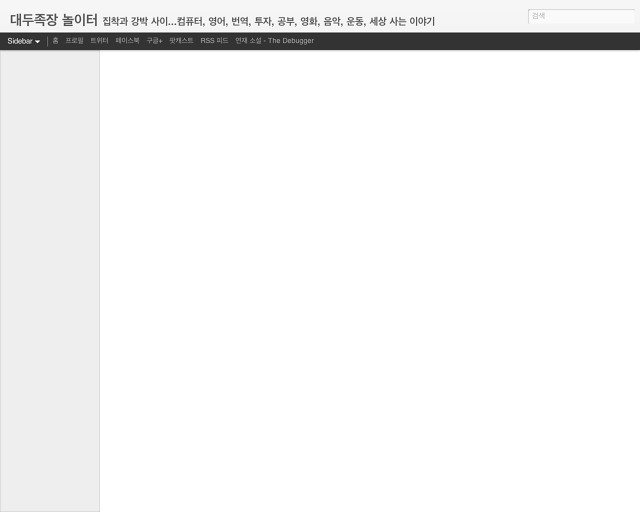 대두족장 놀이터 집착과 강박 사이...컴퓨터, 영어, 번역, 투자, 공부, 영화, 음악, 운동, 세상 사는 이야기
검색
Sidebar 홈 프로필 트위터 페이스북 구글+ 팟캐스트 RSS 피드 연재 소설 - The Debugger